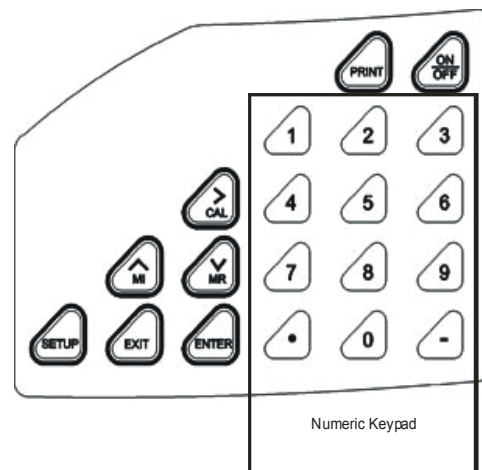 PRINT
ON
OFF
1 2 3
>
CAL
4 5 6
^
MI
v
MR
7 8 9
SETUP EXIT ENTER • 0 -
Numeric Keypad